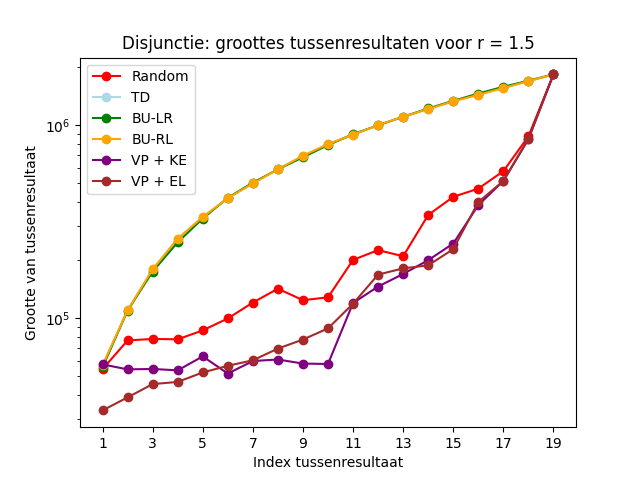 Disjunctie: groottes tussenresultaten voor r = 1.5
Random
TD
BU-LR
BU-RL
VP + KE
VP + EL
10^6
10^5
Grootte van tussenresultaat
1 3 5 7 9 11 13 15 17 19
Index tussenresultaat